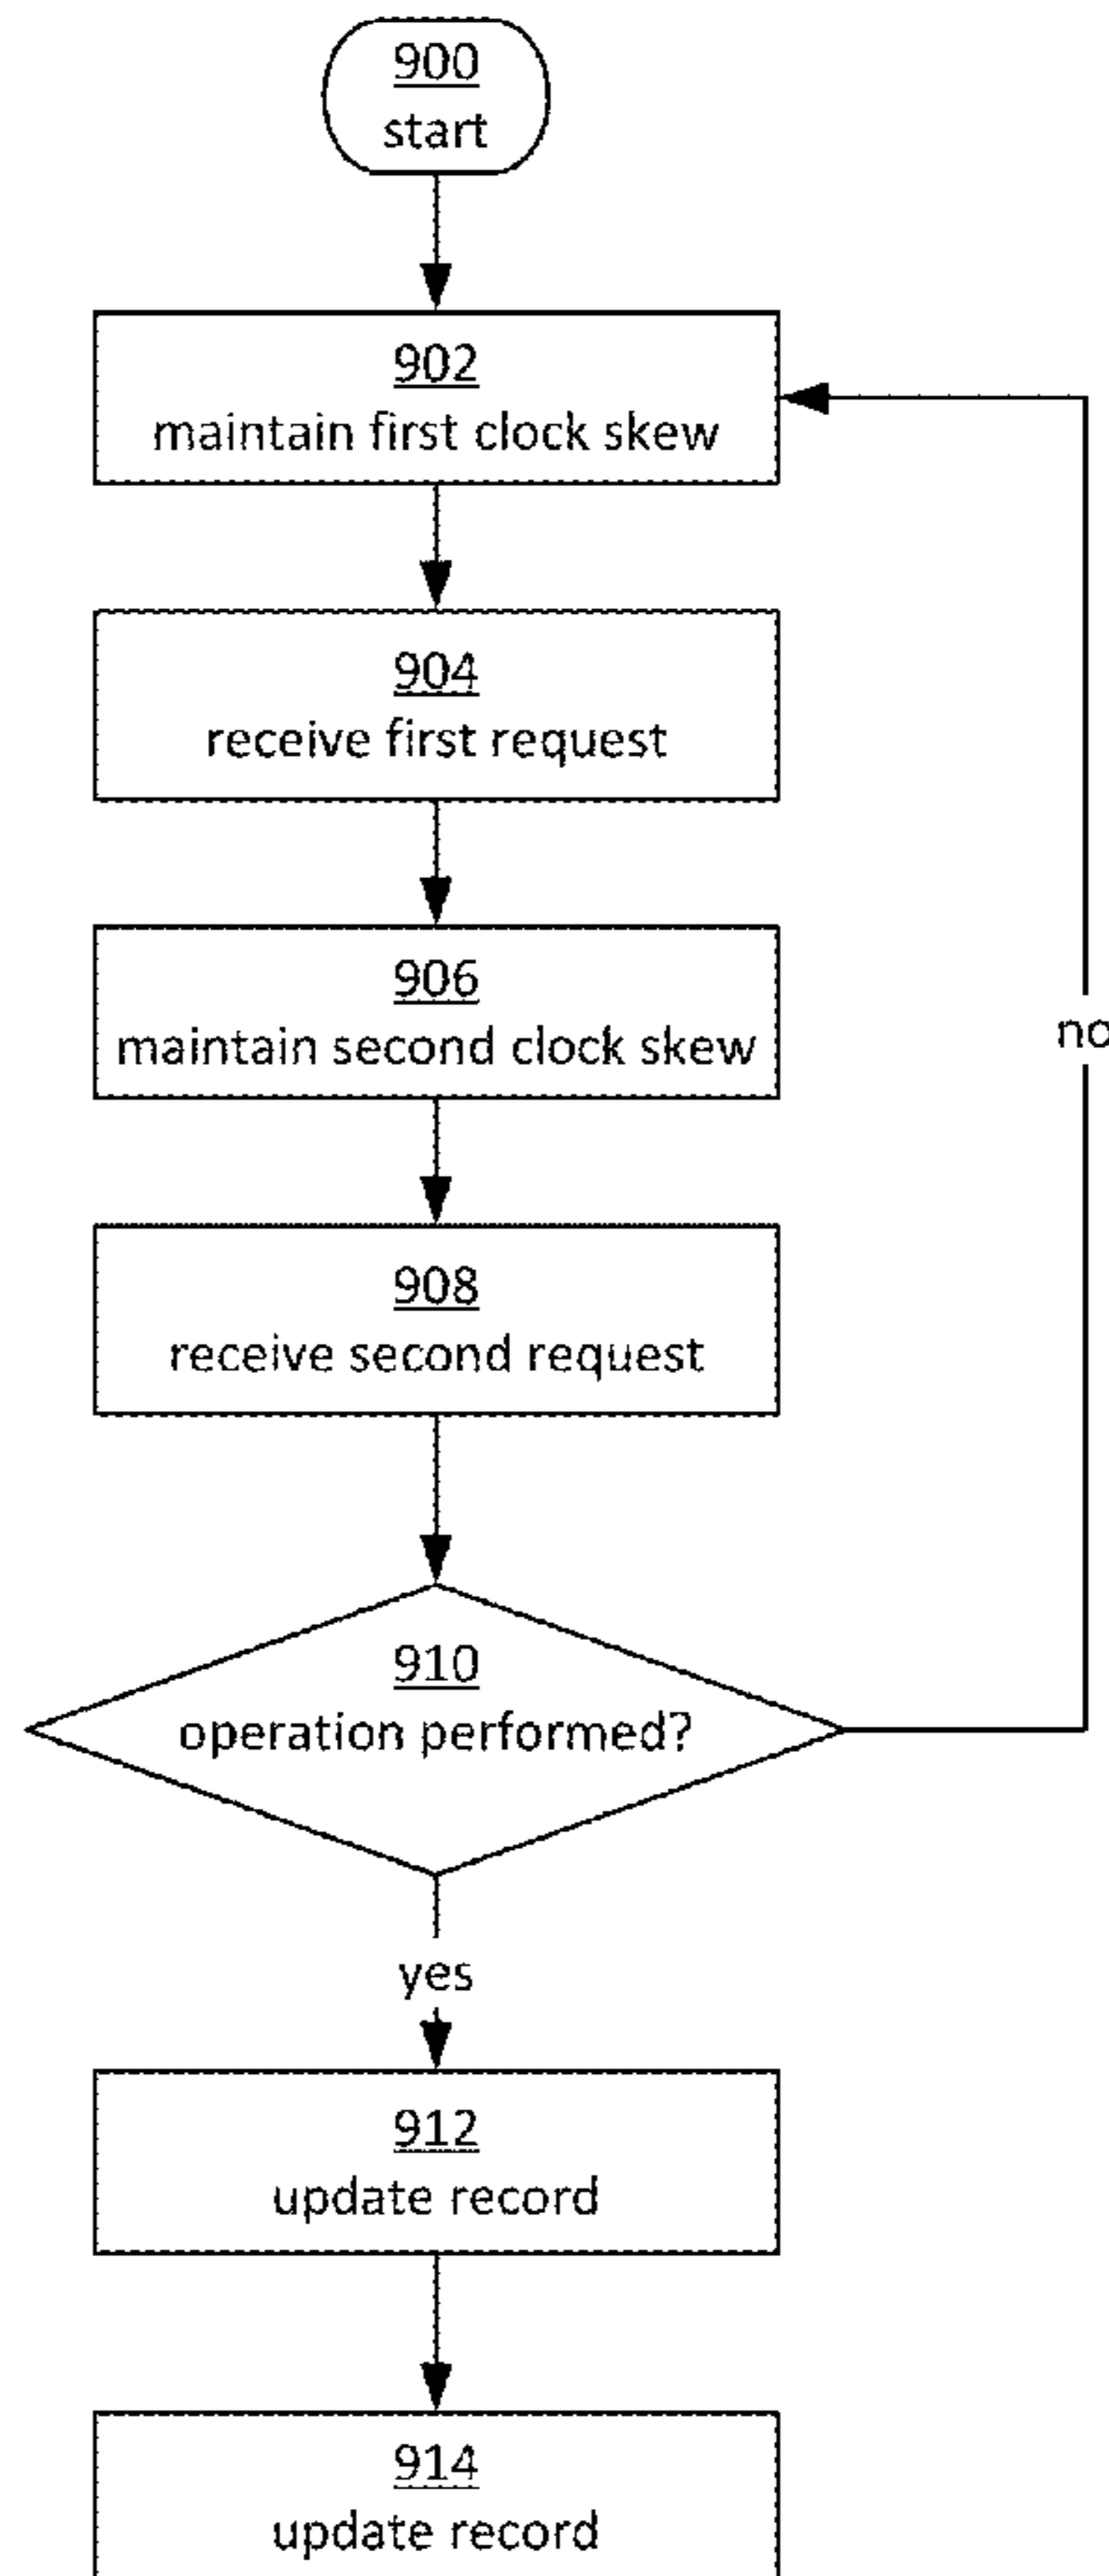 900
start
902
maintain first clock skew
904
receive first request
906
maintain second clock skew
no
908
receive second request
910
operation performed?
yes
912
update record
914
update record